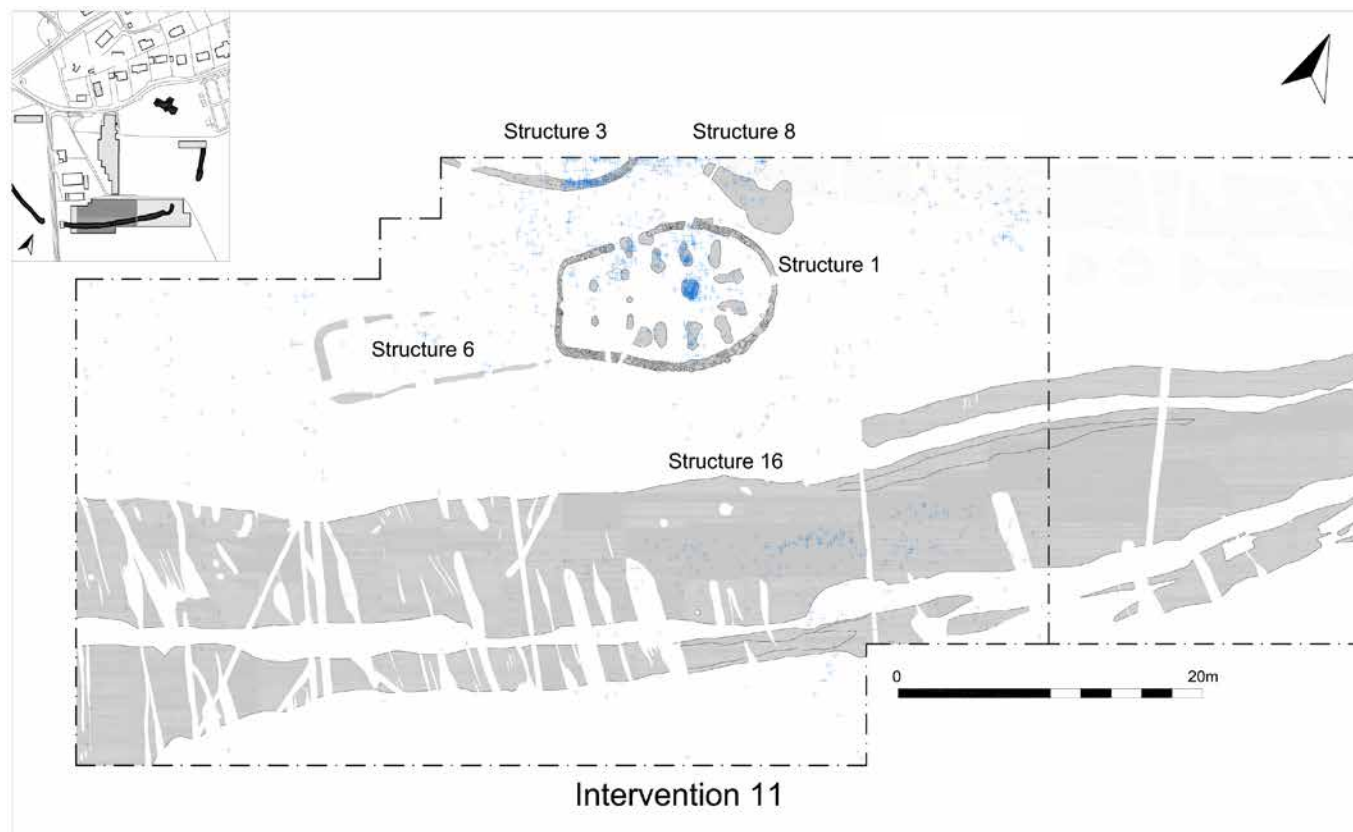 Structure 3
Structure 8
Structure 1
Structure 6
Structure 16
0
20m
Intervention 11